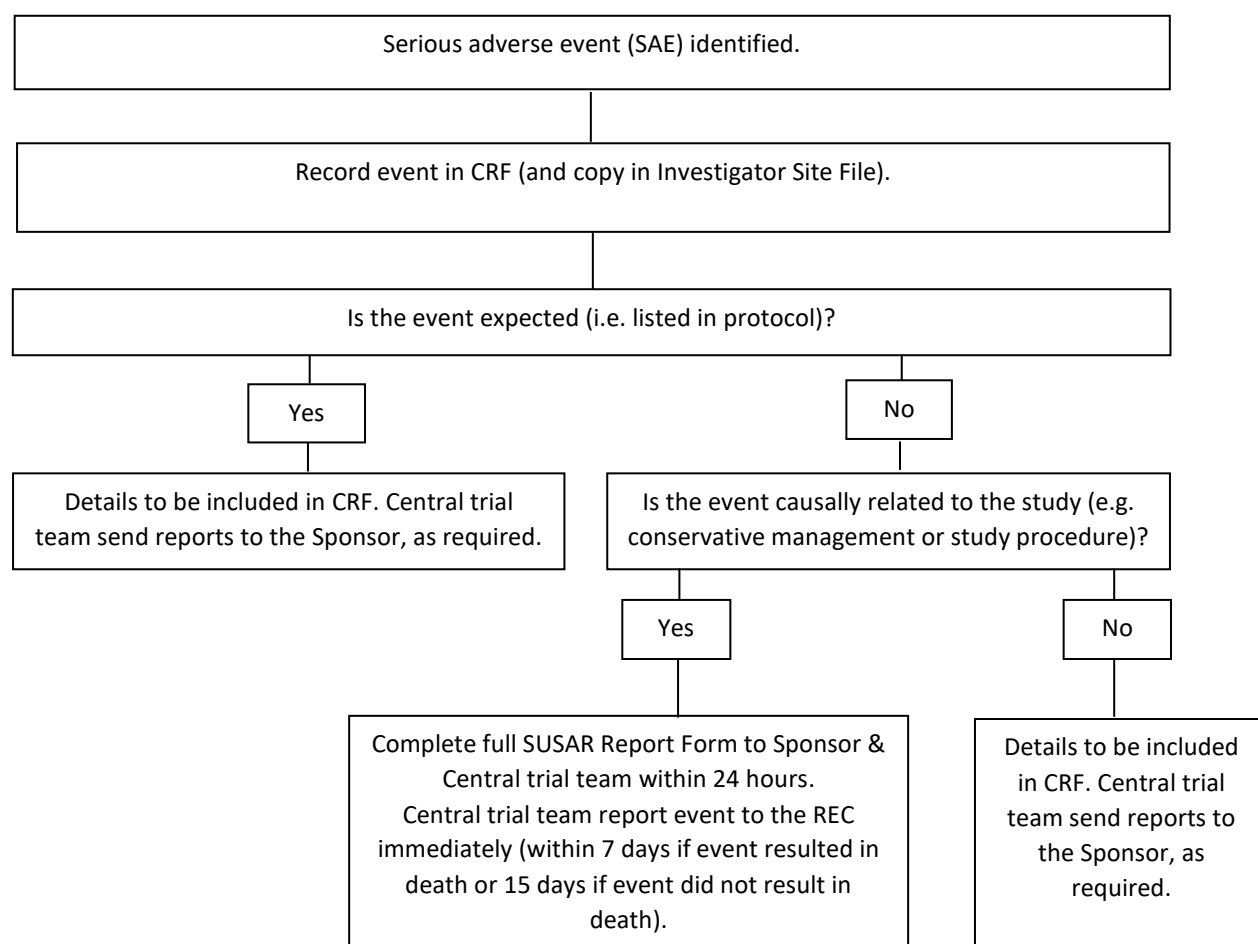 Serious adverse event (SAE) identified.
Record event in CRF (and copy in Investigator Site File).
Is the event expected (i.e. listed in protocol)?
Yes
No
Details to be included in CRF. Central trial
team send reports to the Sponsor, as required.
Is the event causally related to the study (e.g.
conservative management or study procedure)?
Yes
No
Complete full SUSAR Report Form to Sponsor &
Central trial team within 24 hours.
Central trial team report event to the REC
immediately (within 7 days if event resulted in
death or 15 days if event did not result in
death).
Details to be included
in CRF. Central trial
team send reports to
the Sponsor, as
required.